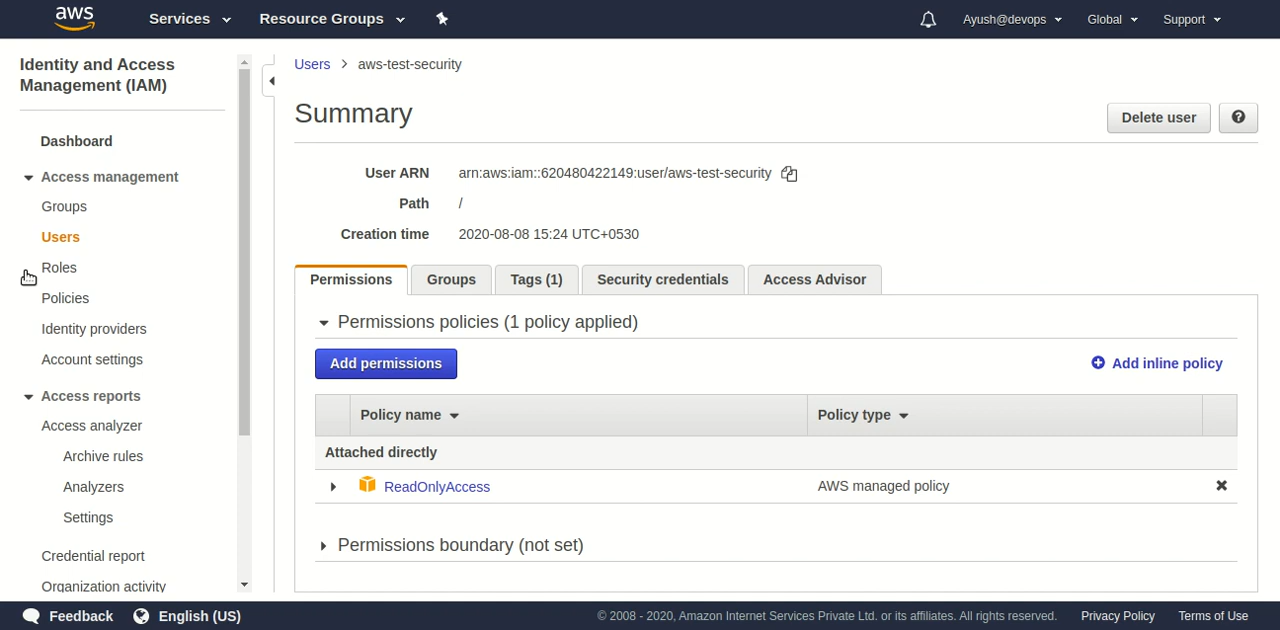 aws Services Resource Groups Ayush@devops Global Support
Identity and Access
Management (IAM)
Dashboard
Access management
Groups
Users
Roles
Policies
Identity providers
Account settings
Access reports
Access analyzer
Archive rules
Analyzers
Settings
Credential report
Organization activity
Users > aws-test-security
Summary
Delete user
User ARN arn:aws:iam::620480422149:user/aws-test-security
Path /
Creation time 2020-08-08 15:24 UTC+0530
Permissions Groups Tags (1) Security credentials Access Advisor
Permissions policies (1 policy applied)
Add permissions Add inline policy
Policy name Policy type
Attached directly
ReadOnlyAccess AWS managed policy
Permissions boundary (not set)
Feedback English (US) © 2008 - 2020, Amazon Internet Services Private Ltd. or its affiliates. All rights reserved. Privacy Policy Terms of Use